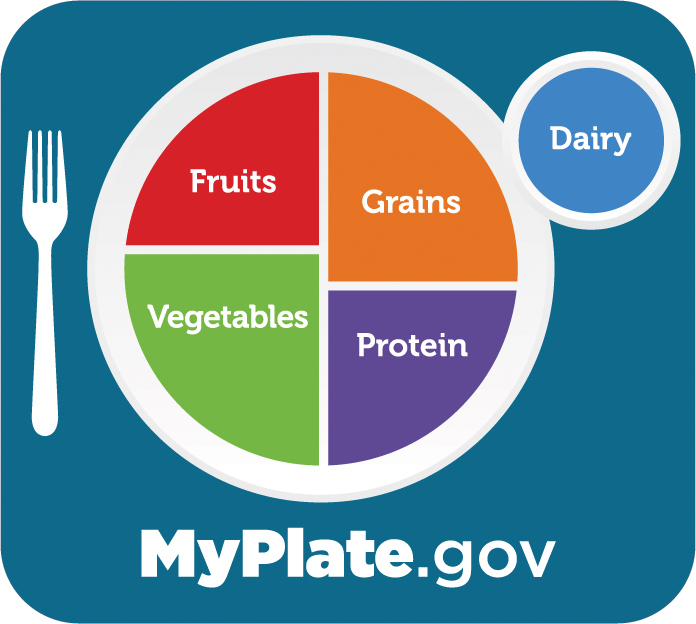 Fruits
Grains
Dairy
Vegetables
Protein
MyPlate.gov